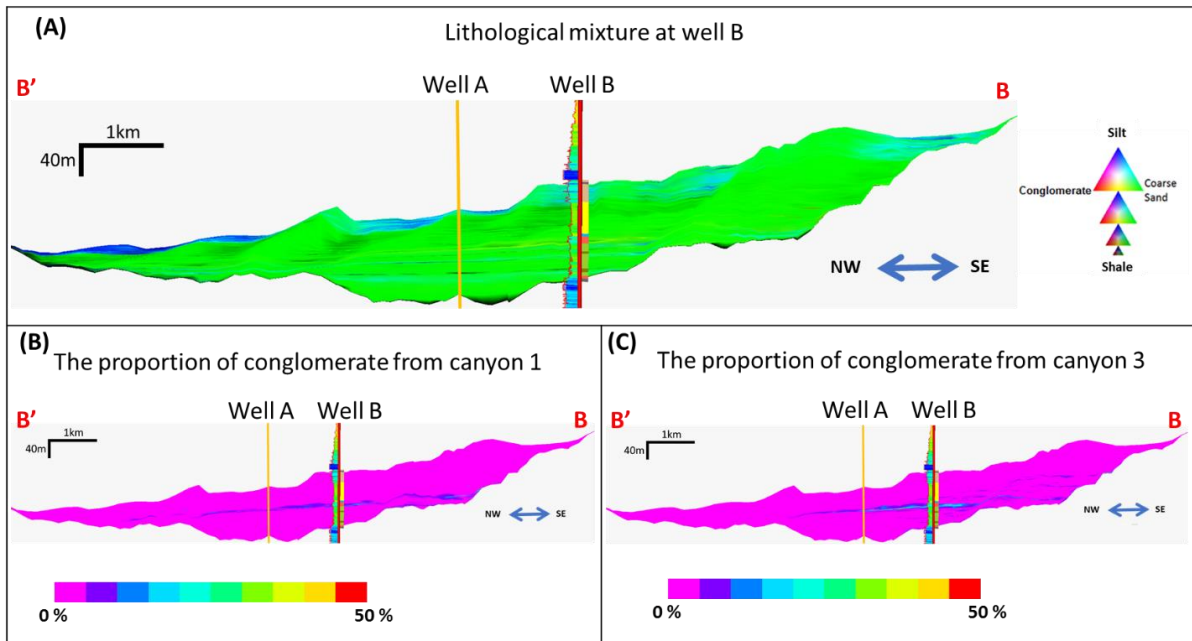 (A)
Lithological mixture at well B
B’
Well A
Well B
B
1km
40m
Silt
Conglomerate
Coarse
Sand
Shale
NW
SE
(B)
The proportion of conglomerate from canyon 1
B’
Well A
Well B
B
1km
40m
NW
SE
0 %
50 %
(C)
The proportion of conglomerate from canyon 3
B’
Well A
Well B
B
1km
40m
NW
SE
0 %
50 %